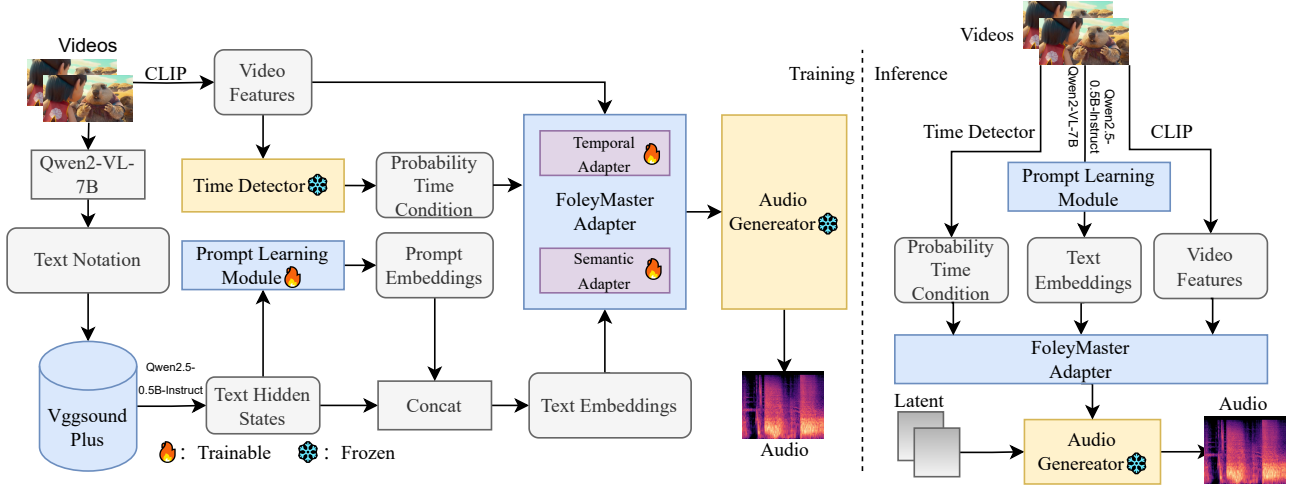 Videos
CLIP
Video
Features
Qwen2-VL-
7B
Text Notation
Vggsound
Plus
Qwen2.5-
0.5B-Instruct
Time Detector
Probability
Time
Condition
Prompt Learning
Module
Prompt
Embeddings
Text Hidden
States
Concat
Text Embeddings
Temporal
Adapter
FoleyMaster
Adapter
Semantic
Adapter
Audio
Genereator
Audio
: Trainable
: Frozen
Training
Inference
Videos
Time Detector
Qwen2-VL-7B
Qwen2.5-
0.5B-Instruct
CLIP
Prompt Learning
Module
Probability
Time
Condition
Text
Embeddings
Video
Features
FoleyMaster
Adapter
Latent
Audio
Genereator
Audio